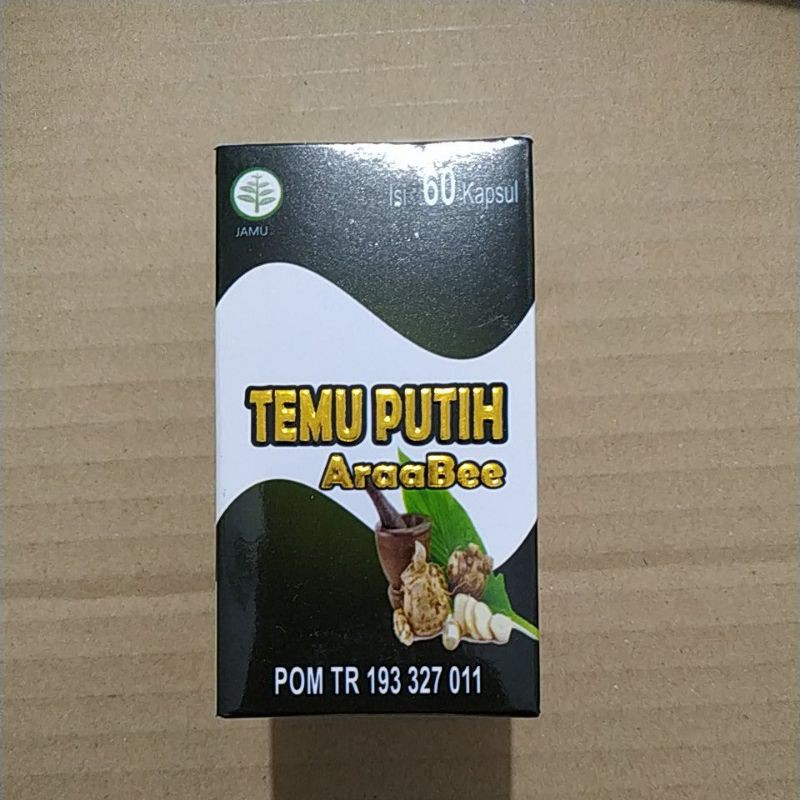 JAMU
Isi : 60 Kapsul
TEMU PUTIH
AraaBee
POM TR 193 327 011